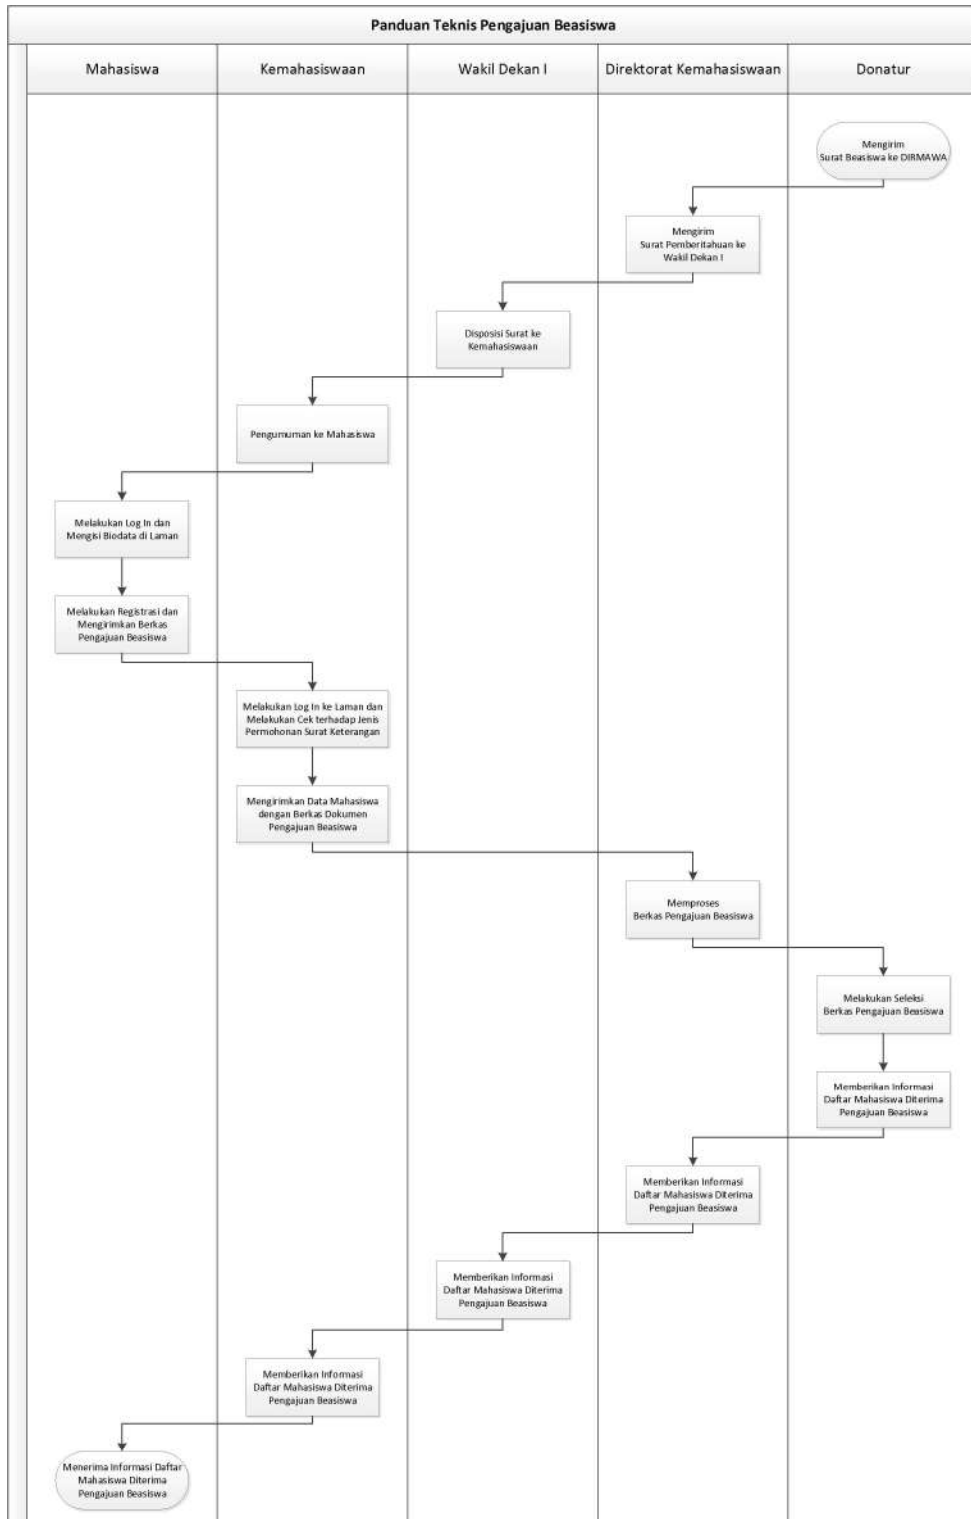 Panduan Teknis Pengajuan Beasiswa
Mahasiswa
Kemahasiswaan
Wakil Dekan I
Direktorat Kemahasiswaan
Donatur
Mengirim
Surat Beasiswa ke DIRMAWA
Mengirim
Surat Pemberitahuan ke
Wakil Dekan I
Disposisi Surat ke
Kemahasiswaan
Pengumuman ke Mahasiswa
Melakukan Log In dan
Mengisi Biodata di Laman
Melakukan Registrasi dan
Mengirimkan Berkas
Pengajuan Beasiswa
Melakukan Log In ke Laman dan
Melakukan Cek terhadap Jenis
Permohonan Surat Keterangan
Mengirimkan Data Mahasiswa
dengan Berkas Dokumen
Pengajuan Beasiswa
Memproses
Berkas Pengajuan Beasiswa
Melakukan Seleksi
Berkas Pengajuan Beasiswa
Memberikan Informasi
Daftar Mahasiswa Diterima
Pengajuan Beasiswa
Memberikan Informasi
Daftar Mahasiswa Diterima
Pengajuan Beasiswa
Memberikan Informasi
Daftar Mahasiswa Diterima
Pengajuan Beasiswa
Memberikan Informasi
Daftar Mahasiswa Diterima
Pengajuan Beasiswa
Menerima Informasi Daftar
Mahasiswa Diterima
Pengajuan Beasiswa